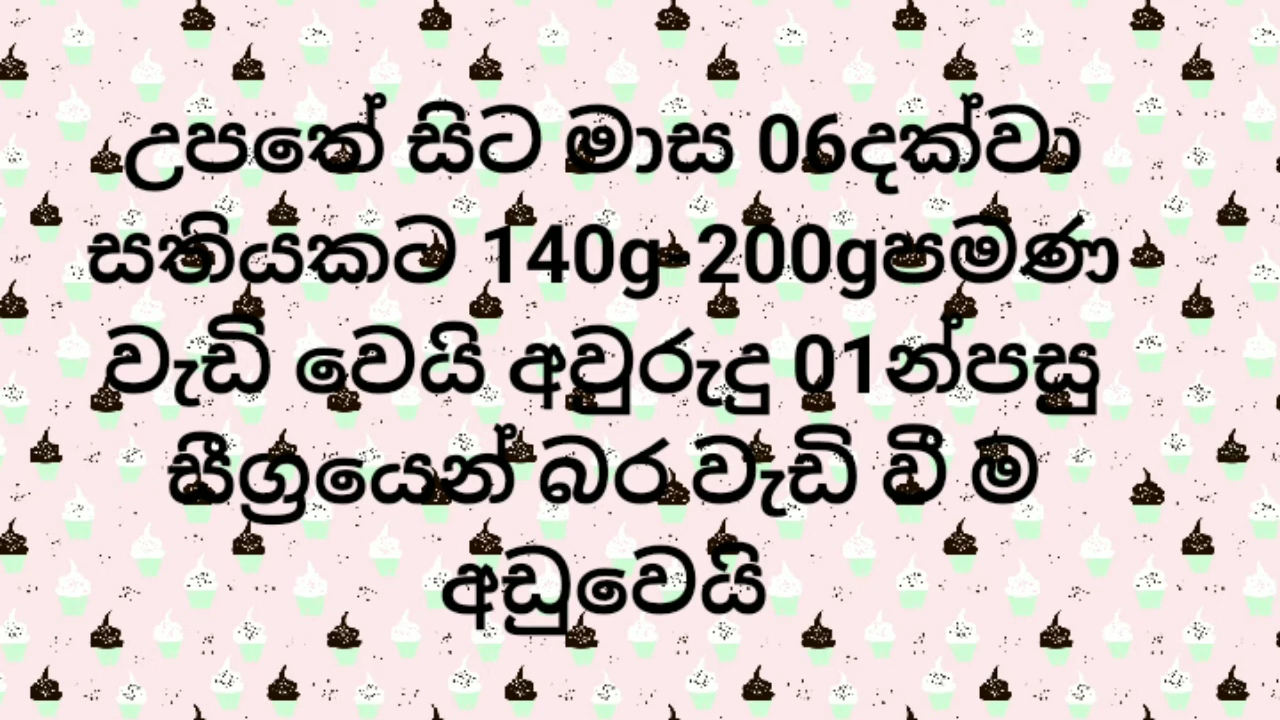 උපතේ සිට මාස 06දක්වා
සතියකට 140g-200gපමණ
වැඩි වෙයි අවුරුදු 01න්පසු
සීග්‍රයෙන් බර වැඩි වී ම
අඩුවෙයි